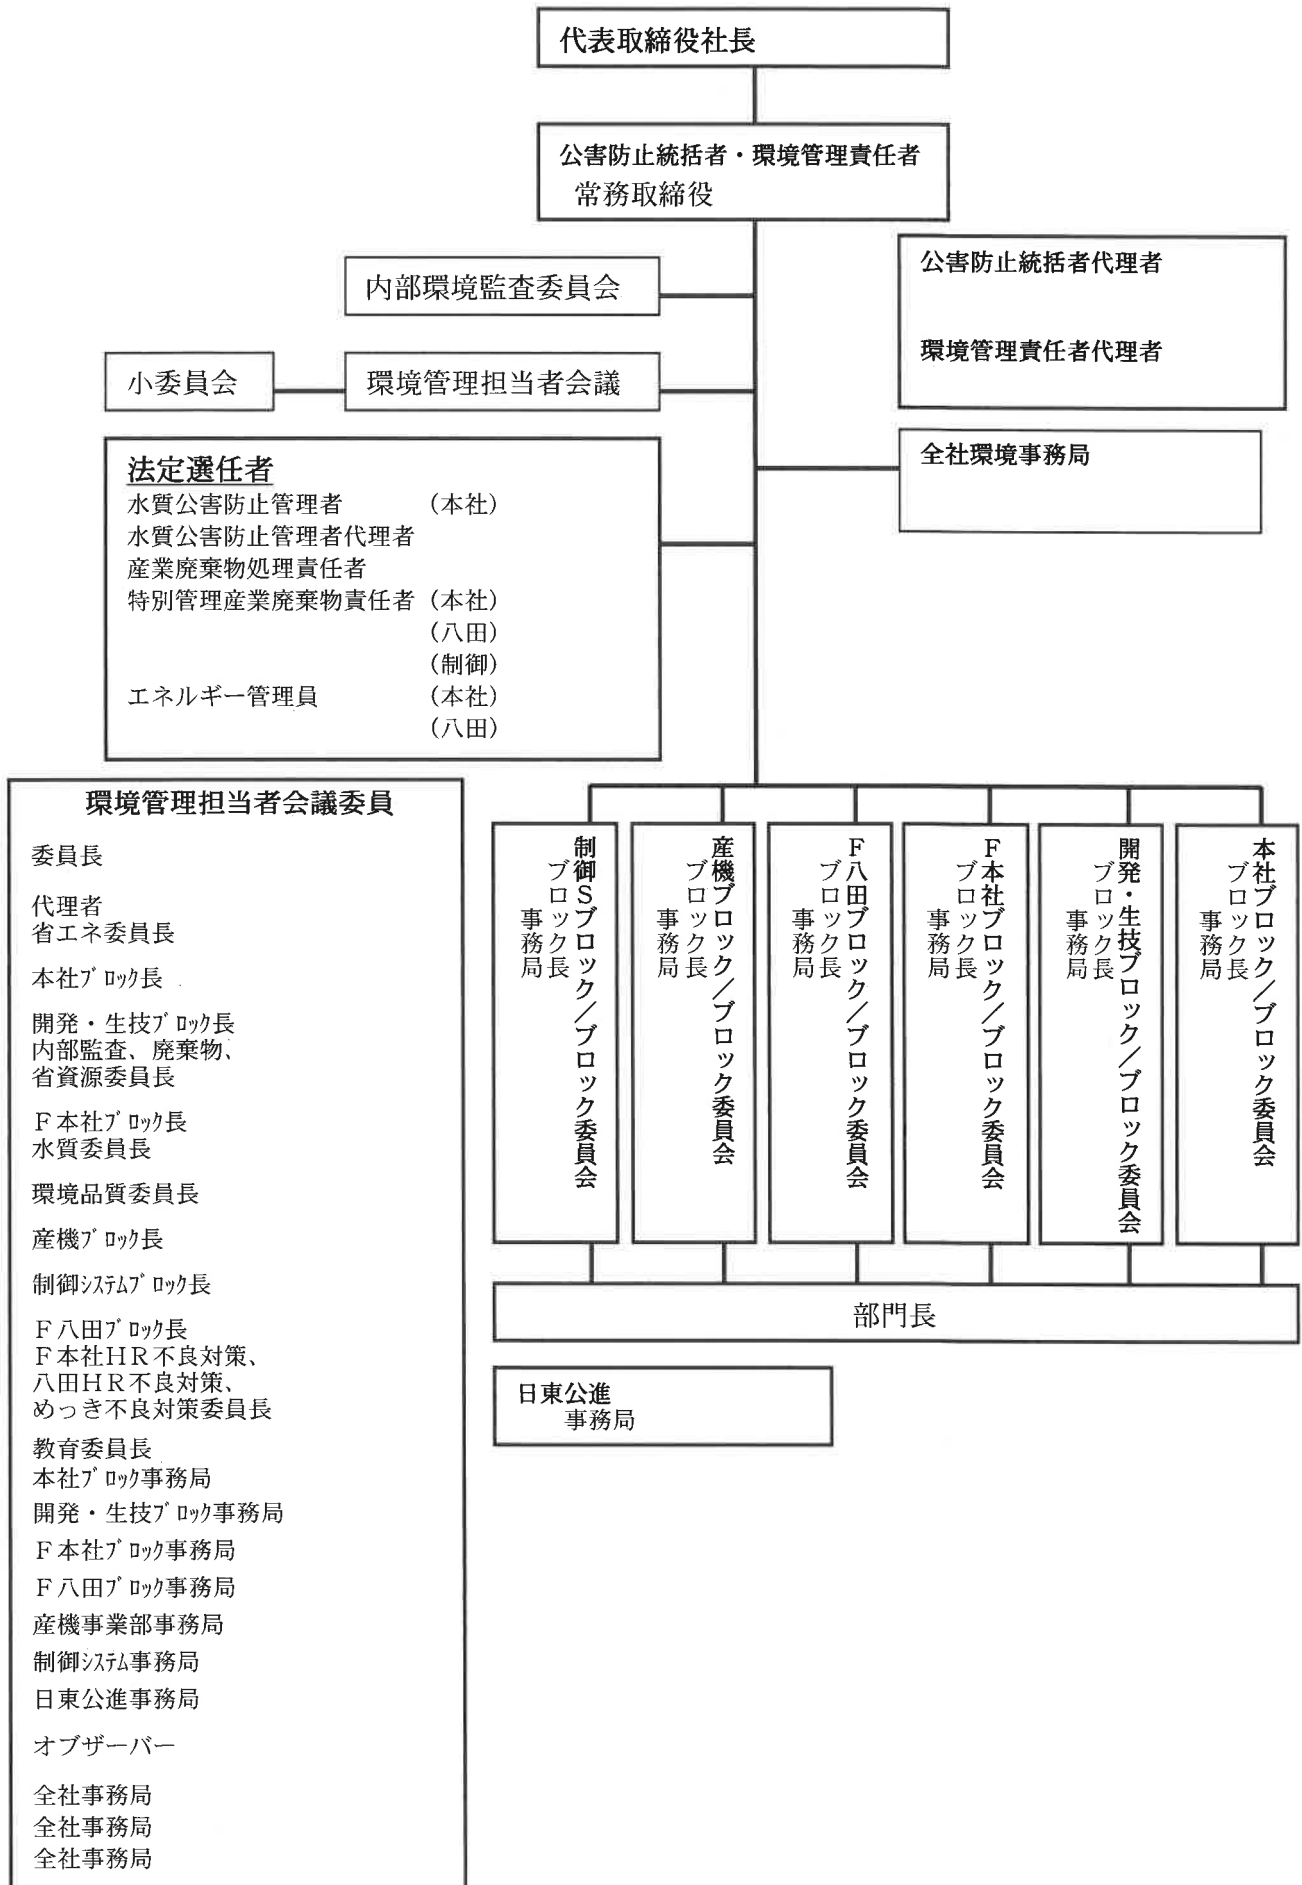 代表取締役社長
公害防止統括者・環境管理責任者
常務取締役
公害防止統括者代理者
環境管理責任者代理者
内部環境監査委員会
小委員会
環境管理担当者会議
全社環境事務局
法定選任者
水質公害防止管理者 (本社)
水質公害防止管理者代理者
産業廃棄物処理責任者
特別管理産業廃棄物責任者 (本社)
(八田)
(制御)
エネルギー管理員 (本社)
(八田)
環境管理担当者会議委員
委員長
代理者
省エネ委員長
本社ﾌﾞﾛｯｸ長
開発・生技ﾌﾞﾛｯｸ長
内部監査、廃棄物、
省資源委員長
F本社ﾌﾞﾛｯｸ長
水質委員長
環境品質委員長
産機ﾌﾞﾛｯｸ長
制御ｼｽﾃﾑﾌﾞﾛｯｸ長
F八田ﾌﾞﾛｯｸ長
F本社HR不良対策、
八田HR不良対策、
めっき不良対策委員長
教育委員長
本社ﾌﾞﾛｯｸ事務局
開発・生技ﾌﾞﾛｯｸ事務局
F本社ﾌﾞﾛｯｸ事務局
F八田ﾌﾞﾛｯｸ事務局
産機事業部事務局
制御ｼｽﾃﾑ事務局
日東公進事務局
オブザーバー
全社事務局
全社事務局
全社事務局
本社ブロック/ブロック委員会
ブロック長
事務局
開発・生技ブロック/ブロック委員会
ブロック長
事務局
F本社ブロック/ブロック委員会
ブロック長
事務局
F八田ブロック/ブロック委員会
ブロック長
事務局
産機ブロック/ブロック委員会
ブロック長
事務局
制御Sブロック/ブロック委員会
ブロック長
事務局
部門長
日東公進
事務局